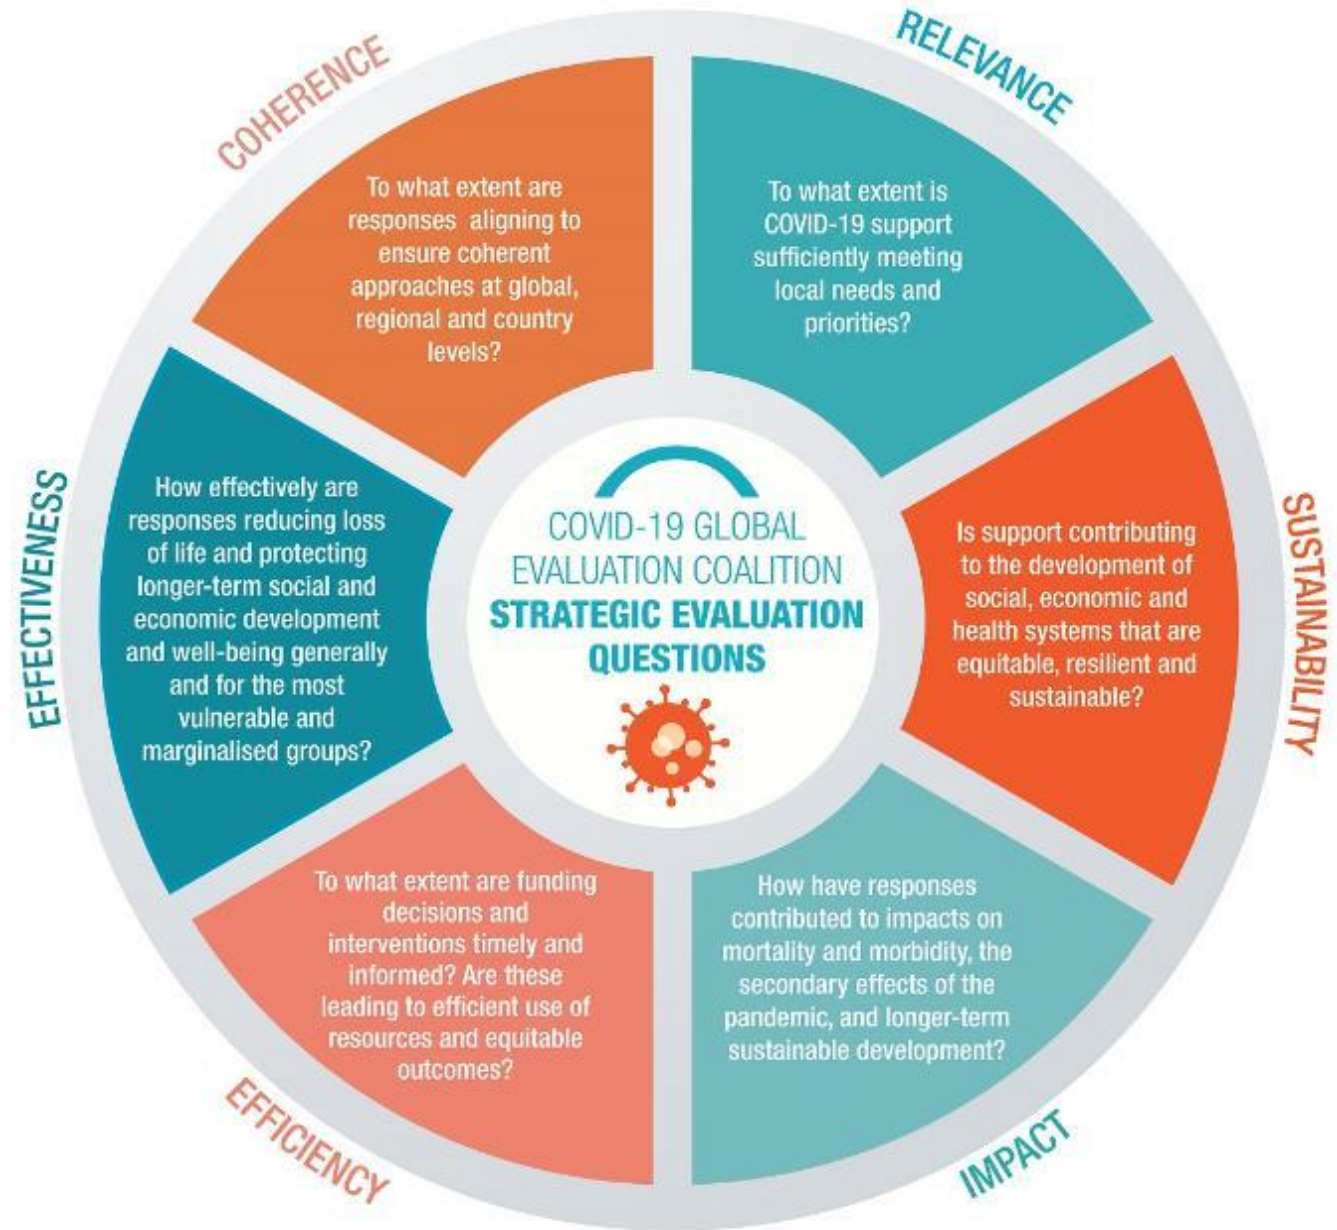 COHERENCE
To what extent are
responses aligning to
ensure coherent
approaches at global,
regional and country
levels?
RELEVANCE
To what extent is
COVID-19 support
sufficiently meeting
local needs and
priorities?
EFFECTIVENESS
How effectively are
responses reducing loss
of life and protecting
longer-term social and
economic development
and well-being generally
and for the most
vulnerable and
marginalised groups?
COVID-19 GLOBAL
EVALUATION COALITION
STRATEGIC EVALUATION
QUESTIONS
SUSTAINABILITY
Is support contributing
to the development of
social, economic and
health systems that are
equitable, resilient and
sustainable?
EFFICIENCY
To what extent are funding
decisions and
interventions timely and
informed? Are these
leading to efficient use of
resources and equitable
outcomes?
IMPACT
How have responses
contributed to impacts on
mortality and morbidity, the
secondary effects of the
pandemic, and longer-term
sustainable development?